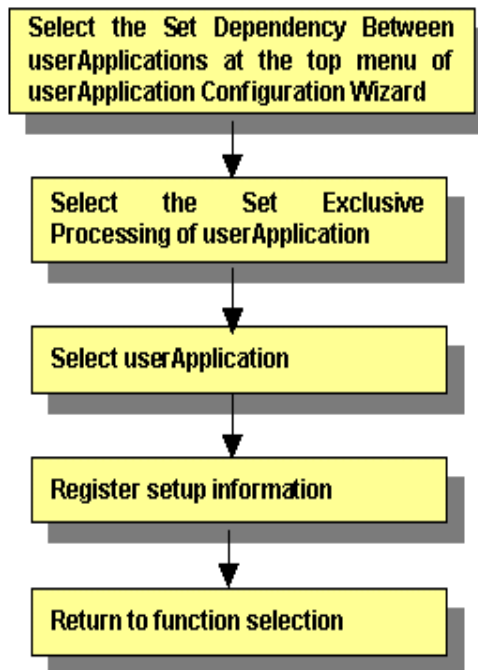 Select the Set Dependency Between
userApplications at the top menu of
userApplication Configuration Wizard
Select the Set Exclusive
Processing of userApplication
Select userApplication
Register setup information
Return to function selection